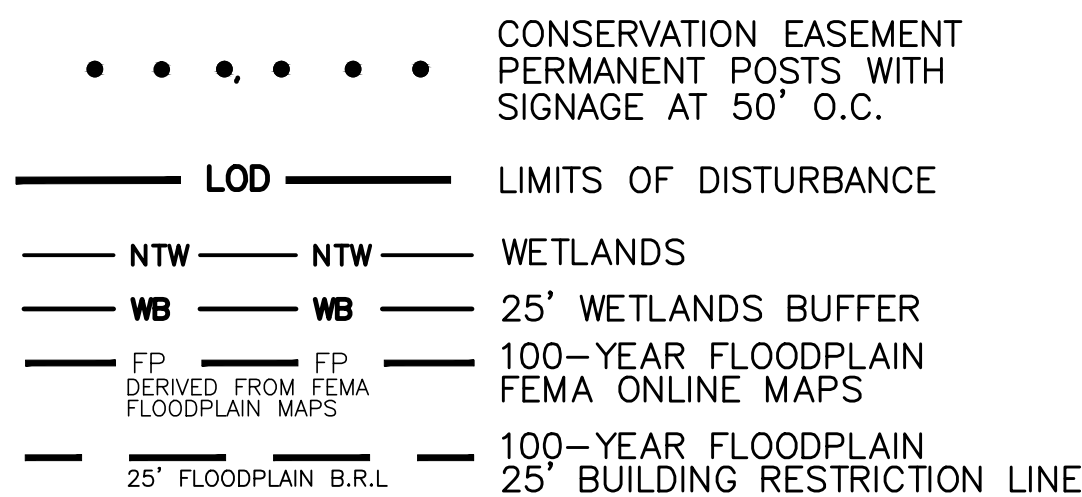 CONSERVATION EASEMENT
PERMANENT POSTS WITH
SIGNAGE AT 50' O.C.
LOD LIMITS OF DISTURBANCE
NTW NTW WETLANDS
WB WB 25' WETLANDS BUFFER
FP FP 100-YEAR FLOODPLAIN
DERIVED FROM FEMA FEMA ONLINE MAPS
FLOODPLAIN MAPS
100-YEAR FLOODPLAIN
25' FLOODPLAIN B.R.L 25' BUILDING RESTRICTION LINE